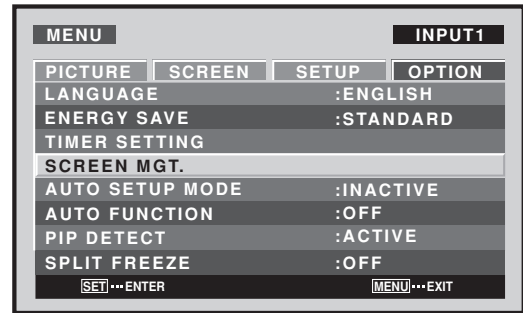 MENU INPUT1
PICTURE SCREEN SETUP OPTION
LANGUAGE :ENGLISH
ENERGY SAVE :STANDARD
TIMER SETTING
SCREEN MGT.
AUTO SETUP MODE :INACTIVE
AUTO FUNCTION :OFF
PIP DETECT :ACTIVE
SPLIT FREEZE :OFF
SET ··· ENTER MENU ··· EXIT